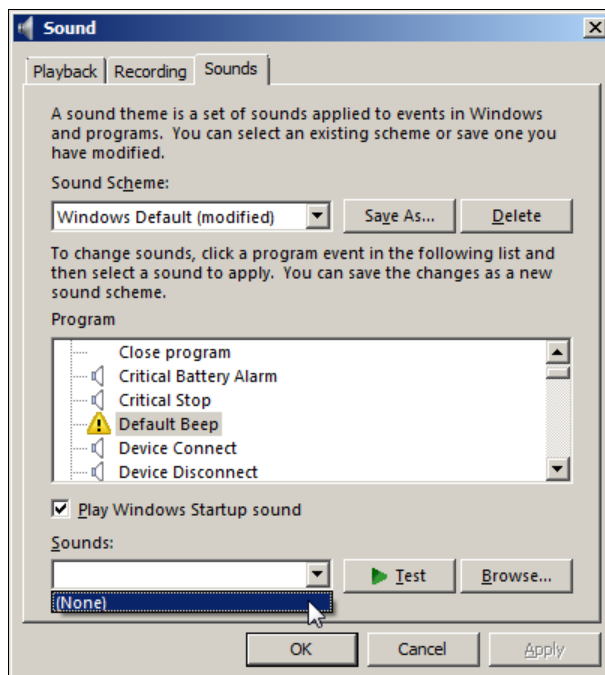 Sound
Playback Recording Sounds
A sound theme is a set of sounds applied to events in Windows
and programs. You can select an existing scheme or save one you
have modified.
Sound Scheme:
Windows Default (modified) Save As... Delete
To change sounds, click a program event in the following list and
then select a sound to apply. You can save the changes as a new
sound scheme.
Program
Close program
Critical Battery Alarm
Critical Stop
Default Beep
Device Connect
Device Disconnect
Play Windows Startup sound
Sounds:
Test Browse...
(None)
OK Cancel Apply